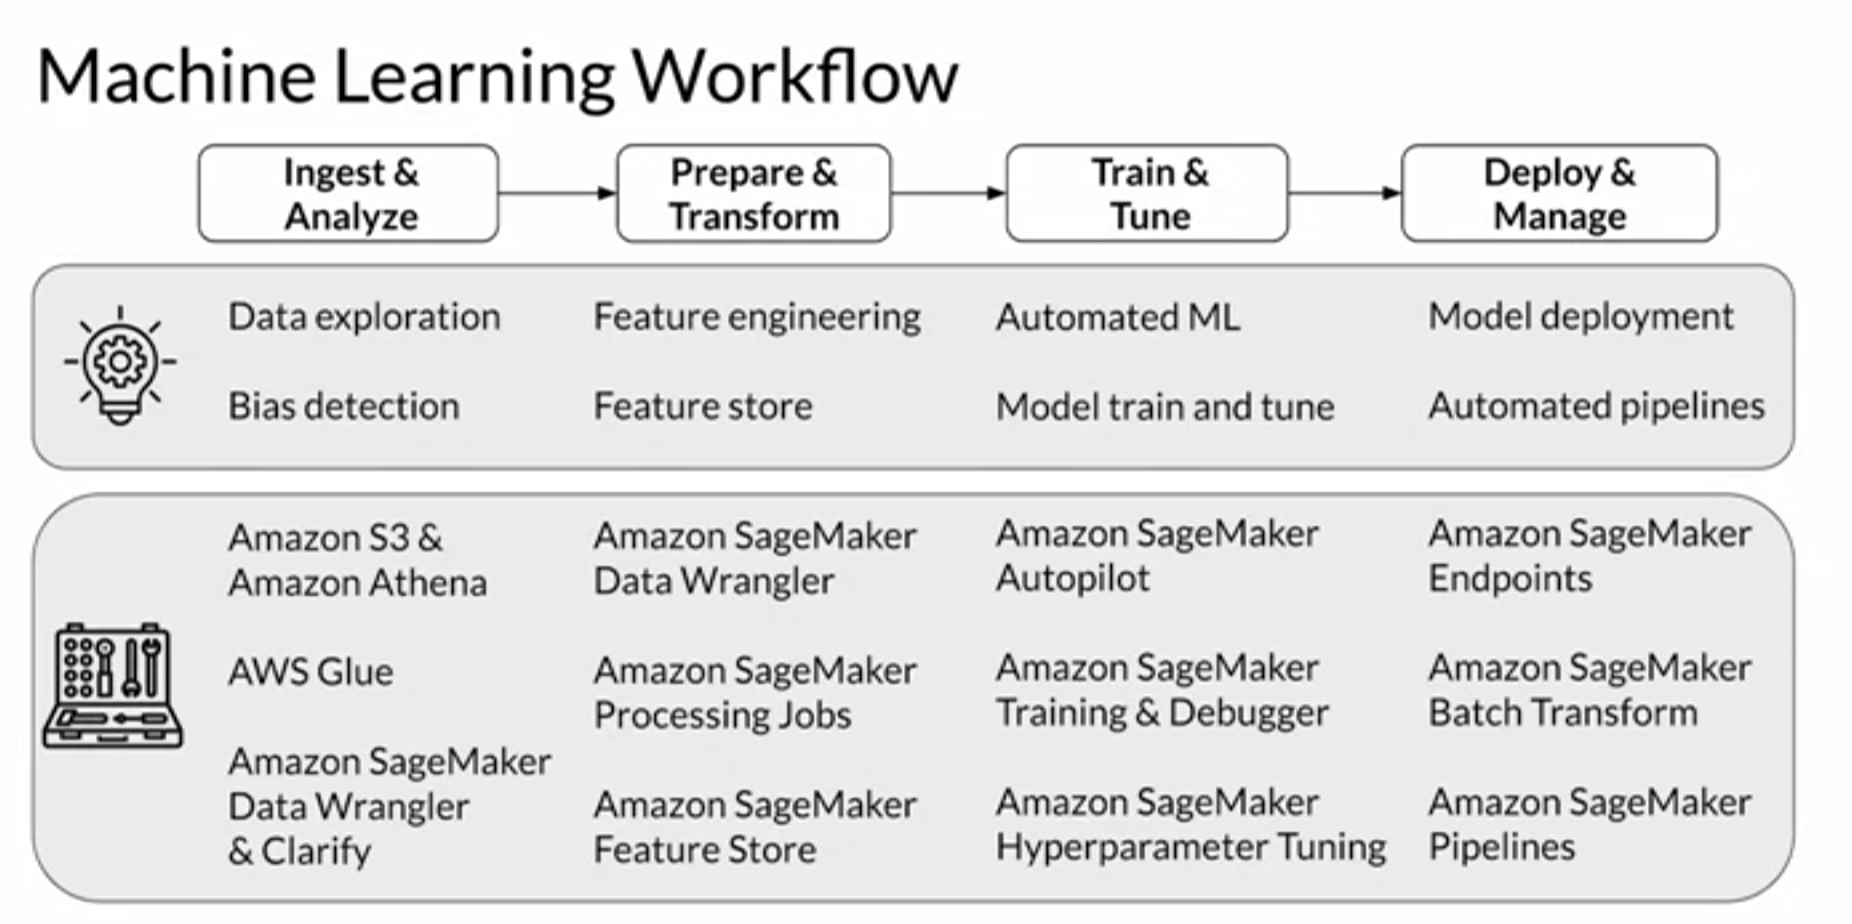 Machine Learning Workflow
Ingest &
Analyze
Prepare &
Transform
Train &
Tune
Deploy &
Manage
Data exploration
Bias detection
Feature engineering
Feature store
Automated ML
Model train and tune
Model deployment
Automated pipelines
Amazon S3 &
Amazon Athena
AWS Glue
Amazon SageMaker
Data Wrangler
& Clarify
Amazon SageMaker
Data Wrangler
Amazon SageMaker
Processing Jobs
Amazon SageMaker
Feature Store
Amazon SageMaker
Autopilot
Amazon SageMaker
Training & Debugger
Amazon SageMaker
Hyperparameter Tuning
Amazon SageMaker
Endpoints
Amazon SageMaker
Batch Transform
Amazon SageMaker
Pipelines